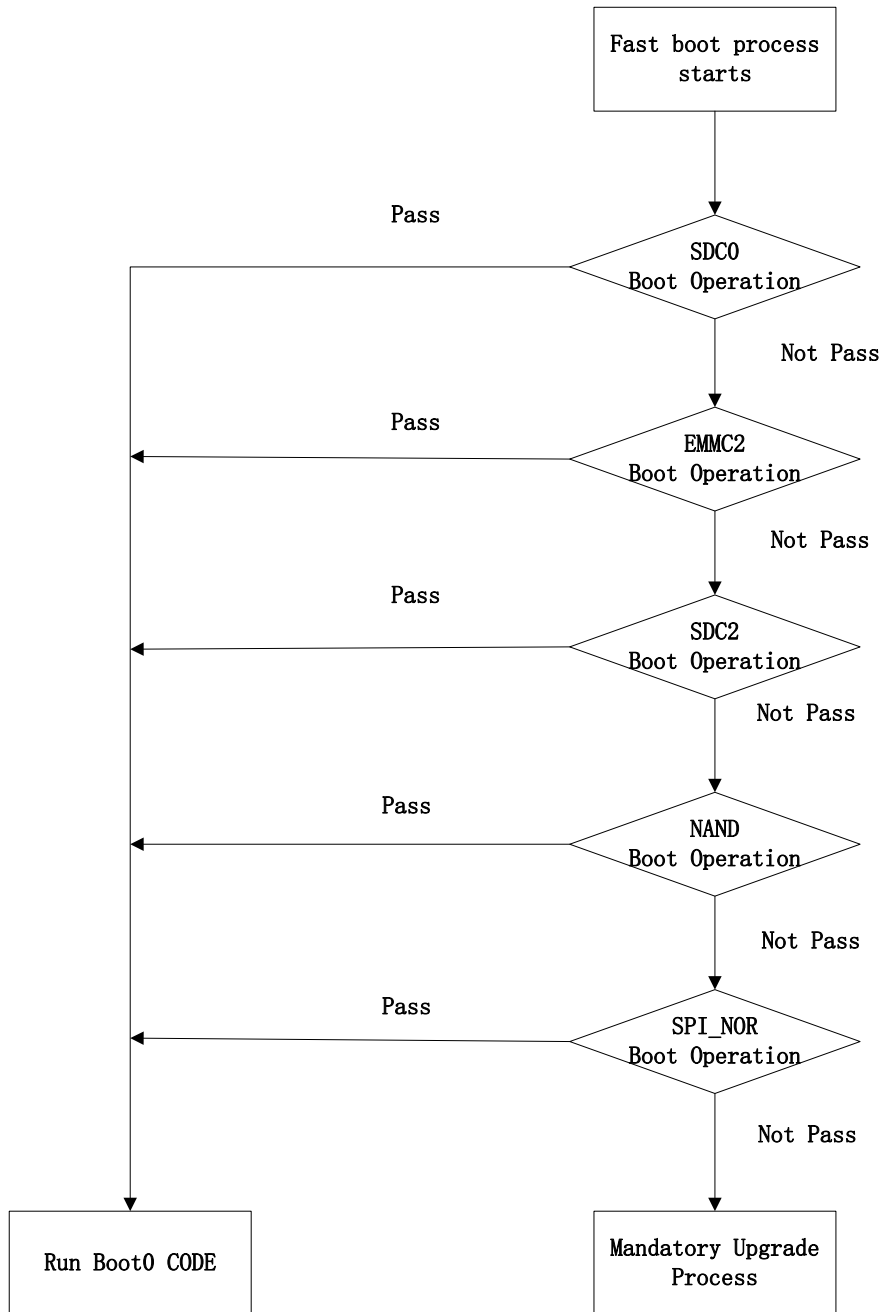 Fast boot process
starts
Pass
SDC0
Boot Operation
Not Pass
Pass
EMMC2
Boot Operation
Not Pass
Pass
SDC2
Boot Operation
Not Pass
Pass
NAND
Boot Operation
Not Pass
Pass
SPI_NOR
Boot Operation
Not Pass
Run Boot0 CODE
Mandatory Upgrade
Process